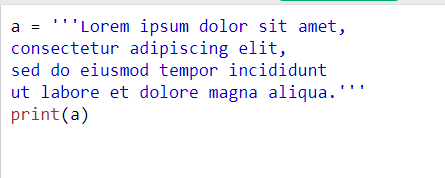 a = '''Lorem ipsum dolor sit amet,
consectetur adipiscing elit,
sed do eiusmod tempor incididunt
ut labore et dolore magna aliqua.'''
print(a)